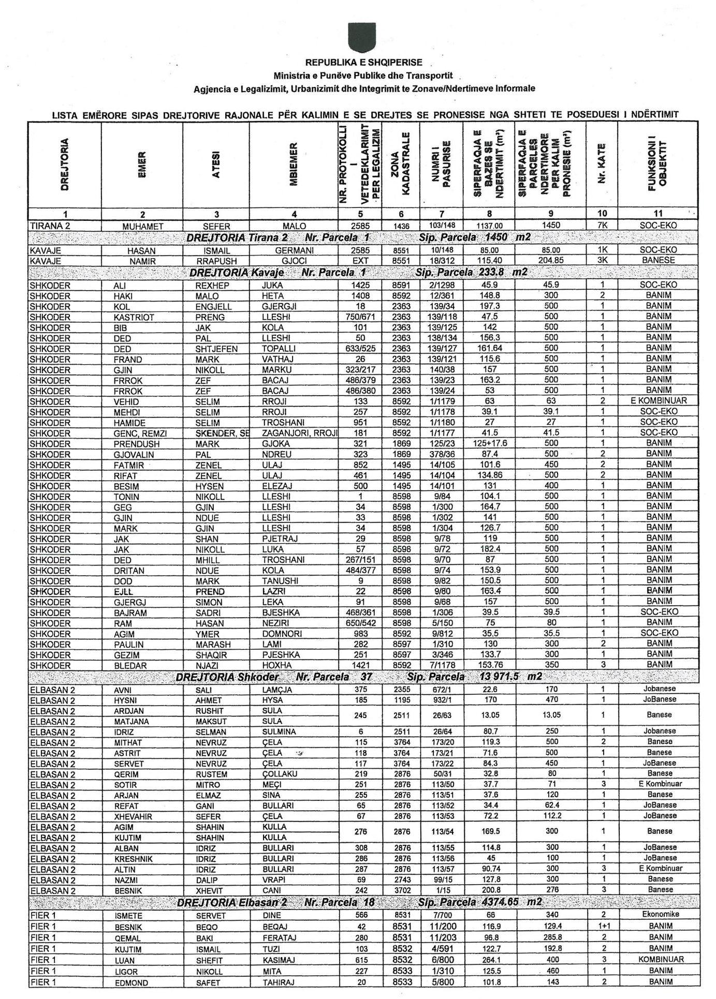 REPUBLIKA E SHQIPERISE
Ministria e Punëve Publike dhe Transportit
Agjencia e Legalizimit, Urbanizimit dhe Integrimit te Zonave/Ndertimeve Informale
LISTA EMËRORE SIPAS DREJTORIVE RAJONALE PËR KALIMIN E SE DREJTES SE PRONESISE NGA SHTETI TE POSEDUESI I NDËRTIMIT
DREJTORIA EMER ATESI MBIEMER NR. PROTOKOLLI I VETEDEKLARIMIT PER LEGALIZIM ZONA KADASTRALE NUMRI I PASURISE SIPERFAQJA E BAZES SE NDERTIMIT (m²) SIPERFAQJA E PARCELES NDERTIMORE PER KALIM PRONESIE (m²) Nr. KATE FUNKSIONI I OBJEKTIT
1 2 3 4 5 6 7 8 9 10 11
TIRANA 2 MUHAMET SEFER MALO 2585 1436 103/148 1137.00 1450 7K SOC-EKO
DREJTORIA Tirana 2 Nr. Parcela 1 Sip. Parcela 1450 m2
KAVAJE HASAN ISMAIL GERMANI 2585 8551 10/148 85.00 85.00 1K SOC-EKO
KAVAJE NAMIR RRAPUSH GJOCI EXT 8551 18/312 115.40 204.85 3K BANESE
DREJTORIA Kavaje Nr. Parcela 1 Sip. Parcela 233.8 m2
SHKODER ALI REXHEP JUKA 1425 8591 2/1298 45.9 45.9 1 SOC-EKO
SHKODER HAKI MALO HETA 1408 8592 12/361 148.8 300 2 BANIM
SHKODER KOL ENGJELL GJERGJI 18 2363 139/34 197.3 500 1 BANIM
SHKODER KASTRIOT PRENG LLESHI 750/671 2363 139/118 47.5 500 1 BANIM
SHKODER BIB JAK KOLA 101 2363 139/125 142 500 1 BANIM
SHKODER DED PAL LLESHI 50 2363 138/134 156.3 500 1 BANIM
SHKODER DED SHTJEFEN TOPALLI 633/525 2363 139/127 161.64 500 1 BANIM
SHKODER FRAND MARK VATHAJ 26 2363 139/121 115.6 500 1 BANIM
SHKODER GJIN NIKOLL MARKU 323/217 2363 140/38 157 500 1 BANIM
SHKODER FRROK ZEF BACAJ 486/379 2363 139/23 163.2 500 1 BANIM
SHKODER FRROK ZEF BACAJ 486/380 2363 139/24 53 500 1 BANIM
SHKODER VEHID SELIM RROJI 133 8592 1/1179 63 63 2 E KOMBINUAR
SHKODER MEHDI SELIM RROJI 257 8592 1/1178 39.1 39.1 1 SOC-EKO
SHKODER HAMIDE SELIM TROSHANI 951 8592 1/1180 27 27 1 SOC-EKO
SHKODER GENC, REMZI SKENDER, SE ZAGANJORI, RROJI 181 8592 1/1177 41.5 41.5 1 SOC-EKO
SHKODER PRENDUSH MARK GJOKA 321 1869 125/23 125+17.6 500 1 BANIM
SHKODER GJOVALIN PAL NDREU 323 1869 378/36 87.4 500 2 BANIM
SHKODER FATMIR ZENEL ULAJ 852 1495 14/105 101.6 450 2 BANIM
SHKODER RIFAT ZENEL ULAJ 461 1495 14/104 134.86 500 2 BANIM
SHKODER BESIM HYSEN ELEZAJ 500 1495 14/101 131 400 1 BANIM
SHKODER TONIN NIKOLL LLESHI 1 8598 9/84 104.1 500 1 BANIM
SHKODER GEG GJIN LLESHI 34 8598 1/300 164.7 500 1 BANIM
SHKODER GJIN NDUE LLESHI 33 8598 1/302 141 500 1 BANIM
SHKODER MARK GJIN LLESHI 34 8598 1/304 126.7 500 1 BANIM
SHKODER JAK SHAN PJETRAJ 29 8598 9/78 119 500 1 BANIM
SHKODER JAK NIKOLL LUKA 57 8598 9/72 182.4 500 1 BANIM
SHKODER DED MHILL TROSHANI 267/151 8598 9/70 87 500 1 BANIM
SHKODER DRITAN NDUE KOLA 484/377 8598 9/74 153.9 500 1 BANIM
SHKODER DOD MARK TANUSHI 9 8598 9/82 150.5 500 1 BANIM
SHKODER EJLL PREND LAZRI 22 8598 9/80 163.4 500 1 BANIM
SHKODER GJERGJ SIMON LEKA 91 8598 9/68 157 500 1 BANIM
SHKODER BAJRAM SADRI BJESHKA 468/361 8598 1/306 39.5 39.5 1 SOC-EKO
SHKODER RAM HASAN NEZIRI 650/542 8598 5/150 75 80 1 BANIM
SHKODER AGIM YMER DOMNORI 983 8592 9/812 35.5 35.5 1 SOC-EKO
SHKODER PAULIN MARASH LAMI 282 8597 1/310 130 300 2 BANIM
SHKODER GEZIM SHAQIR PJESHKA 251 8597 3/346 133.7 300 1 BANIM
SHKODER BLEDAR NJAZI HOXHA 1421 8592 7/1178 153.76 350 3 BANIM
DREJTORIA Shkoder Nr. Parcela 37 Sip. Parcela 13 971.5 m2
ELBASAN 2 AVNI SALI LAMÇJA 375 2355 672/1 22.6 170 1 Jobanese
ELBASAN 2 HYSNI AHMET HYSA 185 1195 932/1 170 470 1 JoBanese
ELBASAN 2 ARDJAN RUSHIT SULA 245 2511 26/63 13.05 13.05 1 Banese
ELBASAN 2 MATJANA MAKSUT SULA
ELBASAN 2 IDRIZ SELMAN SULMINA 6 2511 26/64 80.7 250 1 Jobanese
ELBASAN 2 MITHAT NEVRUZ ÇELA 115 3764 173/20 119.3 500 2 Banese
ELBASAN 2 ASTRIT NEVRUZ ÇELA 118 3764 173/21 71.6 500 1 Banese
ELBASAN 2 SERVET NEVRUZ ÇELA 117 3764 173/22 84.3 450 1 JoBanese
ELBASAN 2 QERIM RUSTEM ÇOLLAKU 219 2876 50/31 32.8 80 1 Banese
ELBASAN 2 SOTIR MITRO MEÇI 251 2876 113/50 37.7 71 3 E Kombinuar
ELBASAN 2 ARJAN ELMAZ SINA 255 2876 113/51 37.6 120 1 Banese
ELBASAN 2 REFAT GANI BULLARI 65 2876 113/52 34.4 62.4 1 JoBanese
ELBASAN 2 XHEVAHIR SEFER ÇELA 67 2876 113/53 72.2 112.2 1 JoBanese
ELBASAN 2 AGIM SHAHIN KULLA 276 2876 113/54 169.5 300 1 Banese
ELBASAN 2 KUJTIM SHAHIN KULLA
ELBASAN 2 ALBAN IDRIZ BULLARI 308 2876 113/55 114.8 300 1 JoBanese
ELBASAN 2 KRESHNIK IDRIZ BULLARI 286 2876 113/56 45 100 1 JoBanese
ELBASAN 2 ALTIN IDRIZ BULLARI 287 2876 113/57 90.74 300 3 E Kombinuar
ELBASAN 2 NAZMI DALIP VRAPI 69 2743 99/15 127.8 300 1 Banese
ELBASAN 2 BESNIK XHEVIT CANI 242 3702 1/15 200.8 276 3 Banese
DREJTORIA Elbasan 2 Nr. Parcela 18 Sip. Parcela 4374.65 m2
FIER 1 ISMETE SERVET DINE 566 8531 7/700 66 340 2 Ekonomike
FIER 1 BESNIK BEQO BEQAJ 42 8531 11/200 116.9 129.4 1+1 BANIM
FIER 1 QEMAL BAKI FERATAJ 280 8531 11/203 96.8 285.8 2 BANIM
FIER 1 KUJTIM ISMAIL TUZI 103 8532 4/591 122.7 192.8 2 BANIM
FIER 1 LUAN SHEFIT KASIMAJ 615 8532 6/800 264.1 400 3 KOMBINUAR
FIER 1 LIGOR NIKOLL MITA 227 8533 1/310 125.5 460 1 BANIM
FIER 1 EDMOND SAFET TAHIRAJ 20 8533 5/800 101.8 143 2 BANIM